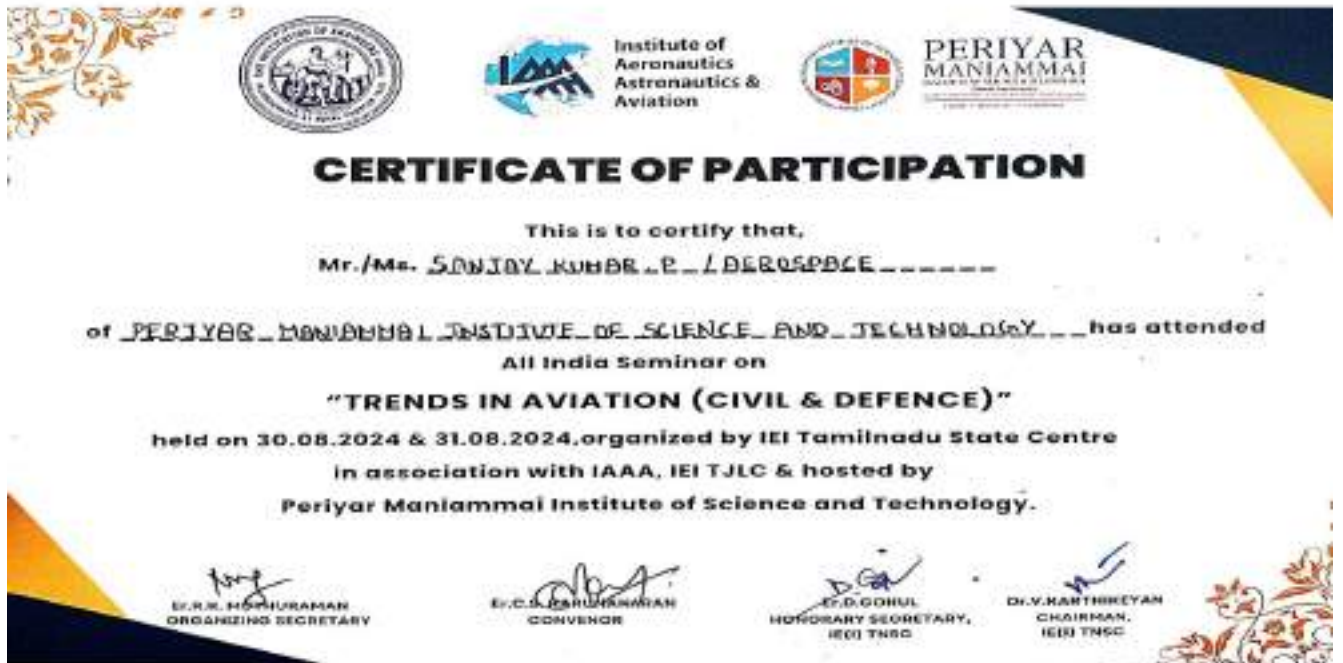 Institute of
Aeronautics
Astronautics &
Aviation
IAAA
PERIYAR
MANIAMMAI
CERTIFICATE OF PARTICIPATION
This is to certify that,
Mr./Ms. SANJAY KUMAR . P / AEROSPACE
of PERIYAR MANIAMMAI INSTITUTE OF SCIENCE AND TECHNOLOGY has attended
All India Seminar on
"TRENDS IN AVIATION (CIVIL & DEFENCE)"
held on 30.08.2024 & 31.08.2024,organized by IEI Tamilnadu State Centre
in association with IAAA, IEI TJLC & hosted by
Periyar Maniammai Institute of Science and Technology.
Er.R.K.
ORGANIZING SECRETARY
CONVENOR
Er.D.GOKUL
HONORARY SECRETARY,
IE(I) TNSC
Dr.V.KARTHIKEYAN
CHAIRMAN,
IE(I) TNSC